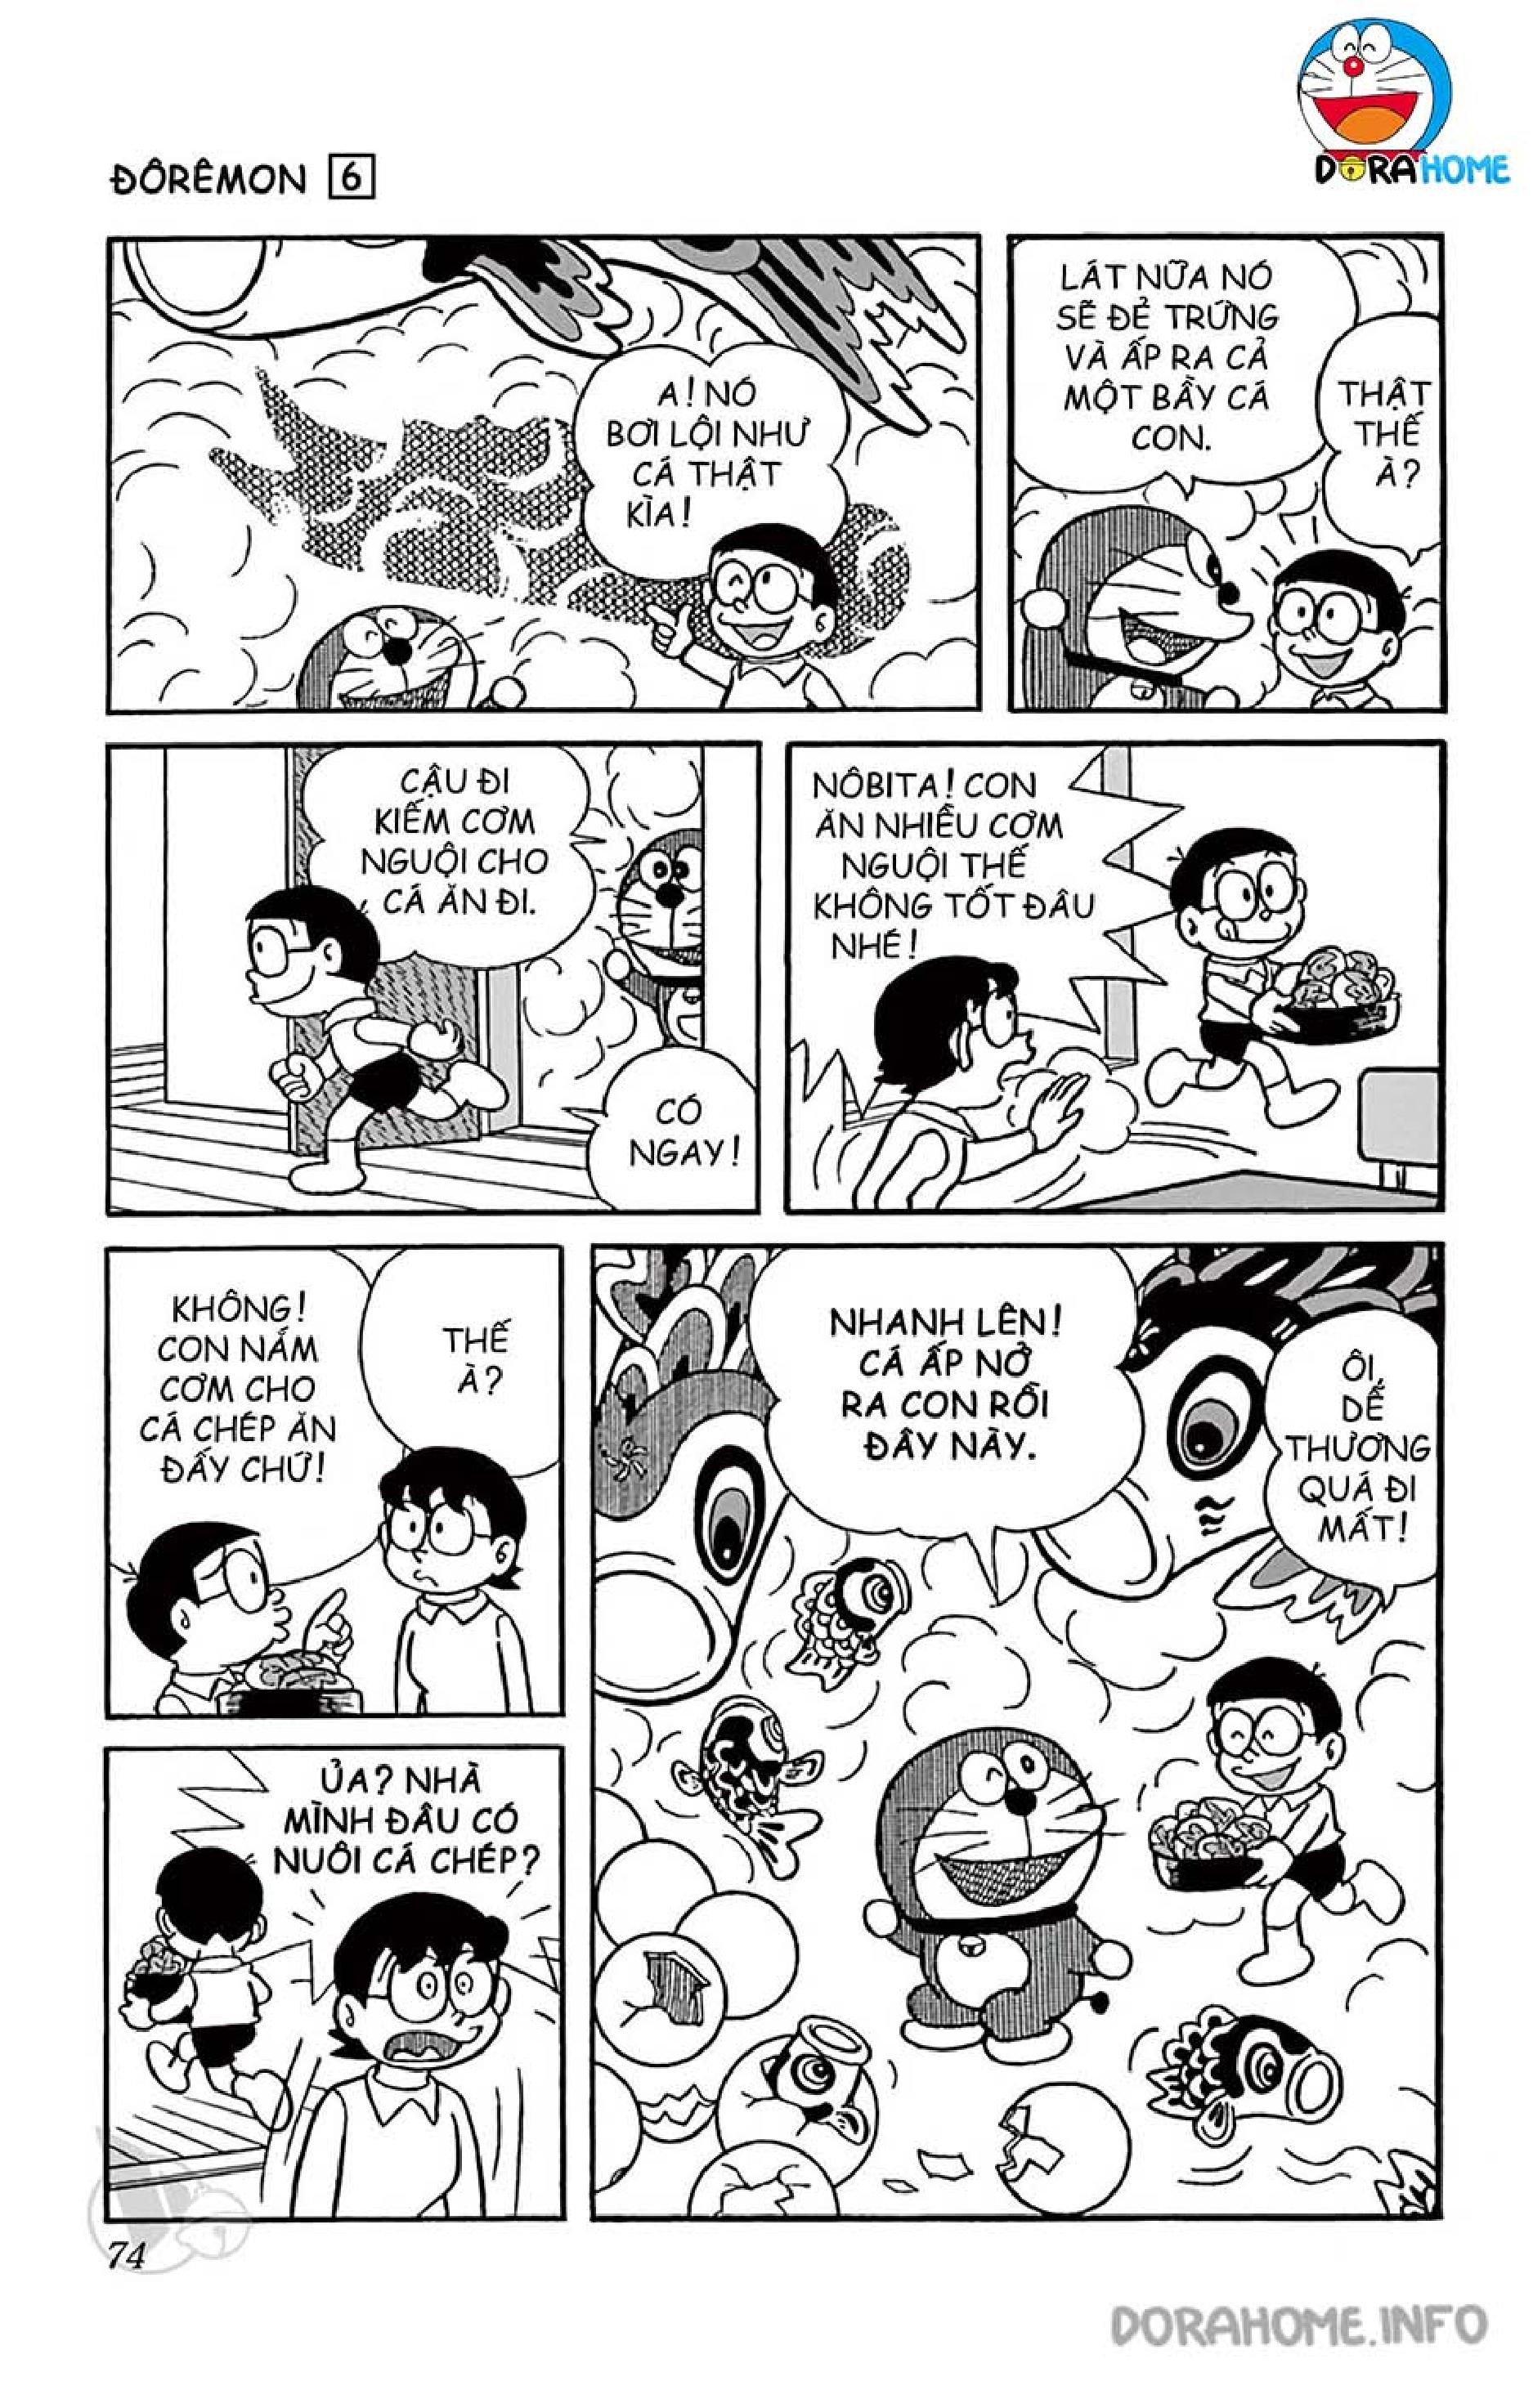 DORAHOME
ĐÔRÊMON 6
A! NÓ
BƠI LỘI NHƯ
CÁ THẬT
KÌA!
LÁT NỮA NÓ
SẼ ĐẺ TRỨNG
VÀ ẤP RA CẢ
MỘT BẦY CÁ
CON.
THẬT
THẾ
À?
CẬU ĐI
KIẾM CƠM
NGUỘI CHO
CÁ ĂN ĐI.
CÓ
NGAY!
NÔBITA! CON
ĂN NHIỀU CƠM
NGUỘI THẾ
KHÔNG TỐT ĐÂU
NHÉ!
KHÔNG!
CON NẮM
CƠM CHO
CÁ CHÉP ĂN
ĐẤY CHỨ!
THẾ
À?
ỦA? NHÀ
MÌNH ĐÂU CÓ
NUÔI CÁ CHÉP?
NHANH LÊN!
CÁ ẤP NỞ
RA CON RỒI
ĐÂY NÀY.
ÔI,
DỄ
THƯƠNG
QUÁ ĐI
MẤT!
74
DORAHOME.INFO